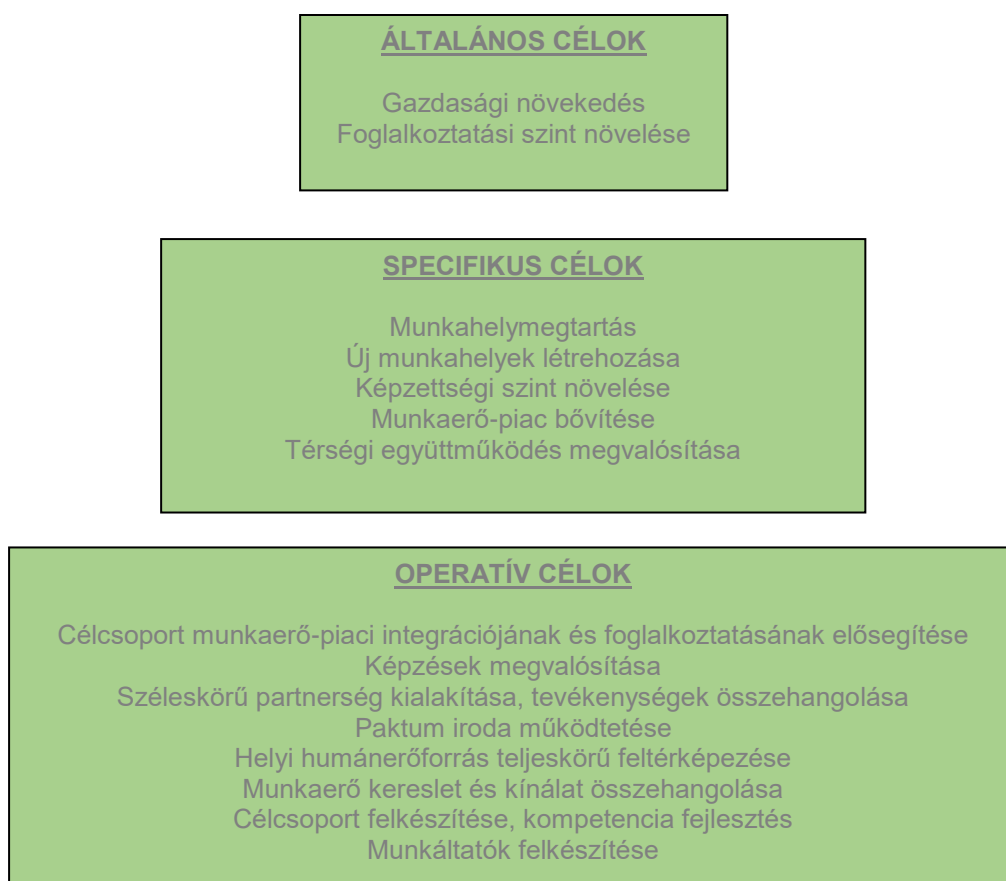 ÁLTALÁNOS CÉLOK
Gazdasági növekedés
Foglalkoztatási szint növelése
SPECIFIKUS CÉLOK
Munkahelymegtartás
Új munkahelyek létrehozása
Képzettségi szint növelése
Munkaerő-piac bővítése
Térségi együttműködés megvalósítása
OPERATÍV CÉLOK
Célcsoport munkaerő-piaci integrációjának és foglalkoztatásának elősegítése
Képzések megvalósítása
Széleskörű partnerség kialakítása, tevékenységek összehangolása
Paktum iroda működtetése
Helyi humánerőforrás teljeskörű feltérképezése
Munkaerő kereslet és kínálat összehangolása
Célcsoport felkészítése, kompetencia fejlesztés
Munkáltatók felkészítése